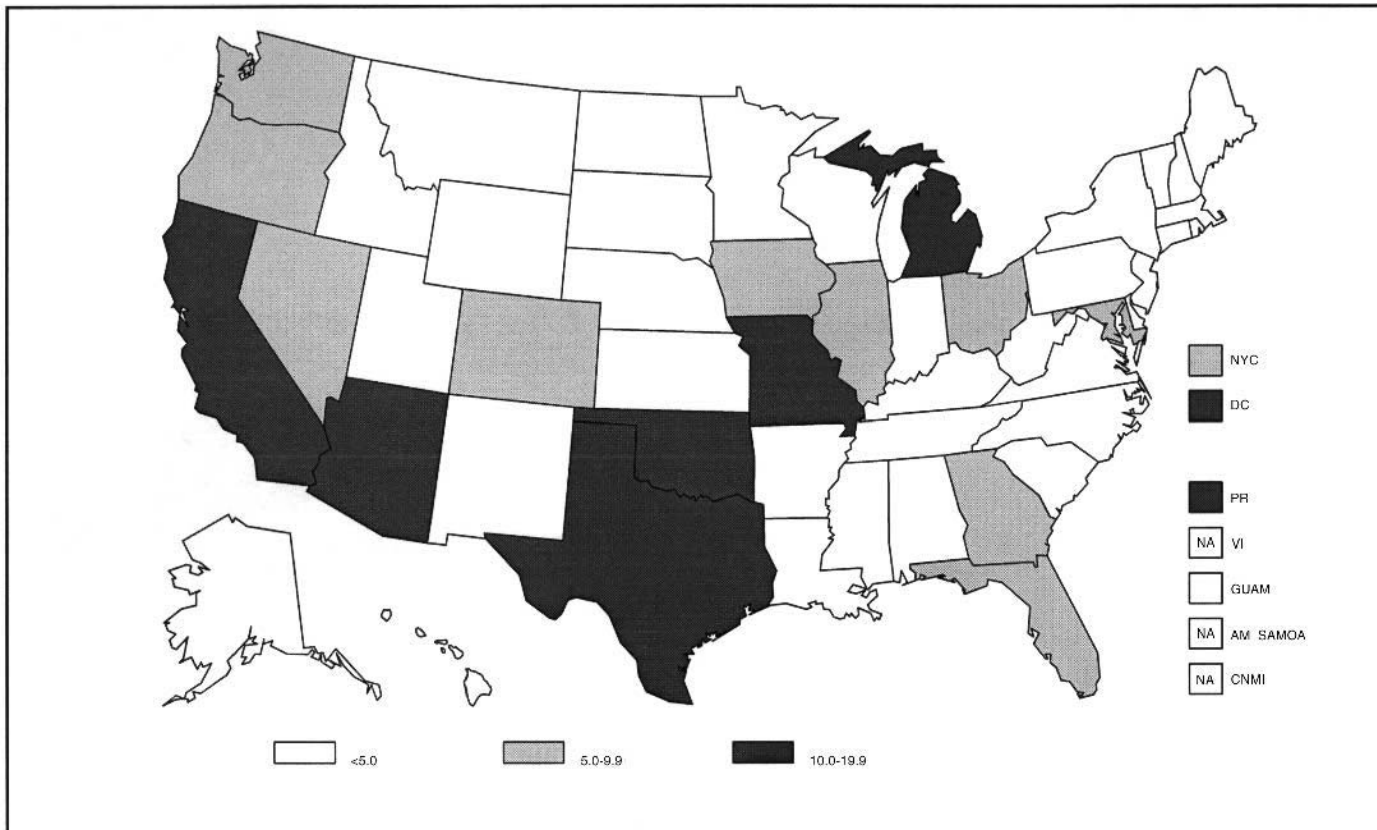 NYC
DC
PR
NA VI
GUAM
NA AM SAMOA
NA CNMI
<5.0 5.0-9.9 10.0-19.9